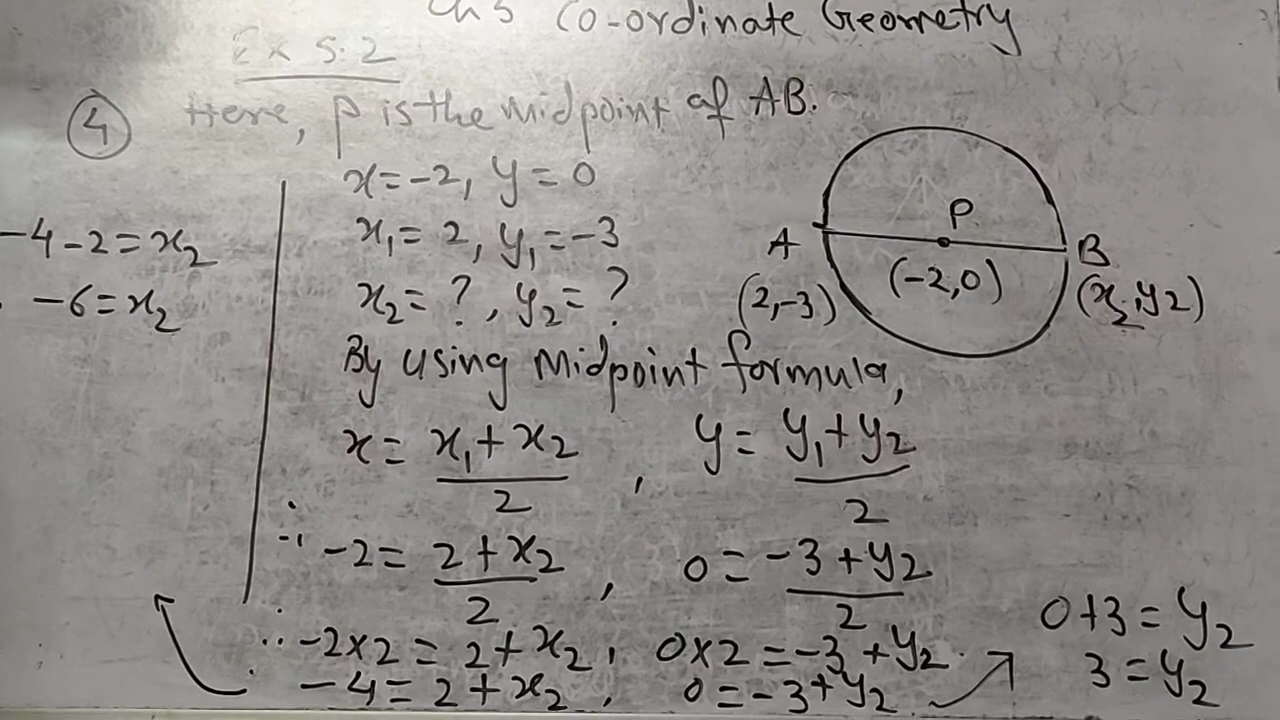 Ch 5 Co-ordinate Geometry
Ex 5.2
④ Here, P is the midpoint of AB.
x=-2, y=0
x₁=2, y₁=-3
x₂=?, y₂=?
By using Midpoint formula,
x= x₁+x₂/2 , y= y₁+y₂/2
∴ -2= 2+x₂/2 , 0= -3+y₂/2
∴ -2×2=2+x₂, 0×2=-3+y₂
-4=2+x₂, 0=-3+y₂
-4-2=x₂
-6=x₂
0+3=y₂
3=y₂
P
A
B
(2,-3)
(-2,0)
(x₂,y₂)